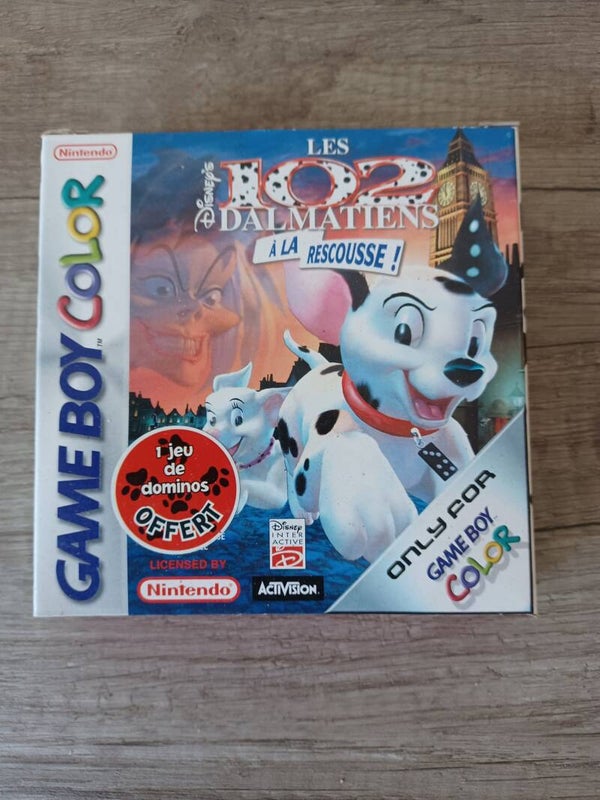 Nintendo
GAME BOY COLOR
TM
LES
DISNEY'S
102
DALMATIENS
À LA RESCOUSSE !
1 jeu
de
dominos
OFFERT
LICENSED BY
Nintendo
DISNEY
INTER
ACTIVE
ACTIVISION.
ONLY FOR
GAME BOY
COLOR